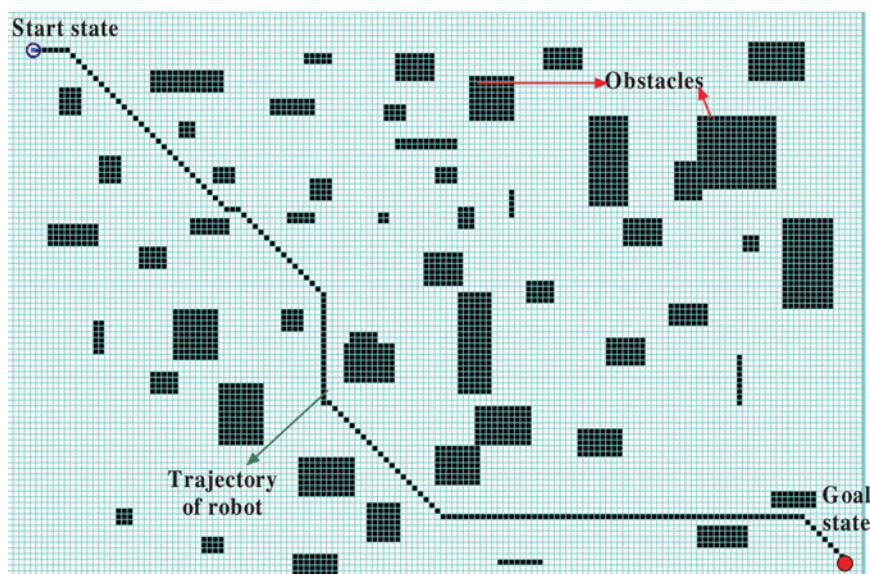 Start state
Obstacles
Trajectory
of robot
Goal
state